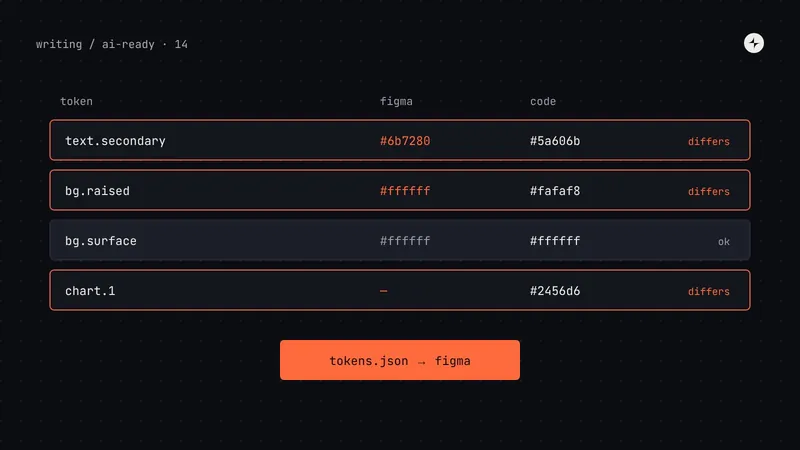 writing / ai-ready · 14
token figma code
text.secondary #6b7280 #5a606b differs
bg.raised #ffffff #fafaf8 differs
bg.surface #ffffff #ffffff ok
chart.1 — #2456d6 differs
tokens.json → figma